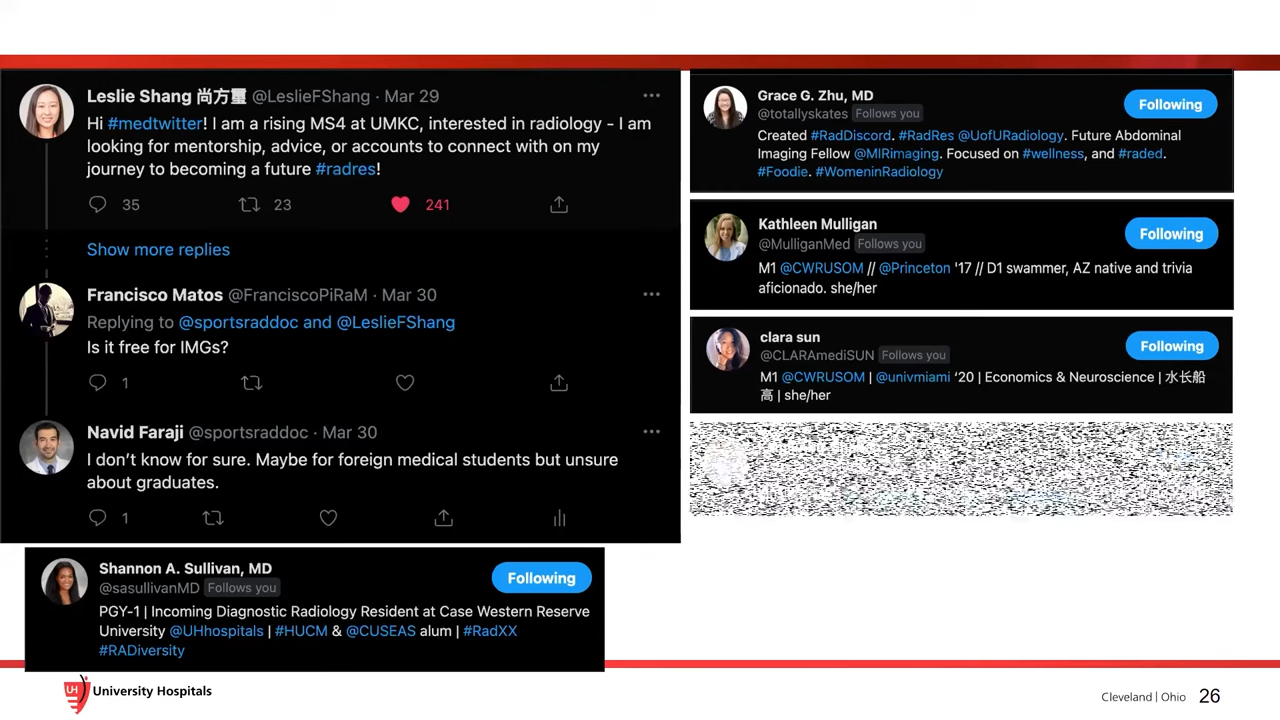 Leslie Shang 尚方璽 @LeslieFShang · Mar 29
Hi #medtwitter! I am a rising MS4 at UMKC, interested in radiology - I am
looking for mentorship, advice, or accounts to connect with on my
journey to becoming a future #radres!
35 23 241
Show more replies
Francisco Matos @FranciscoPiRaM · Mar 30
Replying to @sportsraddoc and @LeslieFShang
Is it free for IMGs?
1
Navid Faraji @sportsraddoc · Mar 30
I don’t know for sure. Maybe for foreign medical students but unsure
about graduates.
1
Shannon A. Sullivan, MD
@sasullivanMD Follows you
Following
PGY-1 | Incoming Diagnostic Radiology Resident at Case Western Reserve
University @UHhospitals | #HUCM & @CUSEAS alum | #RadXX
#RADiversity
Grace G. Zhu, MD
@totallyskates Follows you
Following
Created #RadDiscord. #RadRes @UofURadiology. Future Abdominal
Imaging Fellow @MIRimaging. Focused on #wellness, and #raded.
#Foodie. #WomeninRadiology
Kathleen Mulligan
@MulliganMed Follows you
Following
M1 @CWRUSOM // @Princeton '17 // D1 swammer, AZ native and trivia
aficionado. she/her
clara sun
@CLARAmediSUN Follows you
Following
M1 @CWRUSOM | @univmiami ‘20 | Economics & Neuroscience | 水长船
高 | she/her
UH University Hospitals
Cleveland | Ohio 26